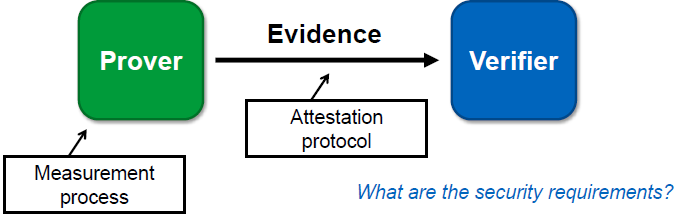 Evidence
Prover
Verifier
Attestation
protocol
Measurement
process
What are the security requirements?